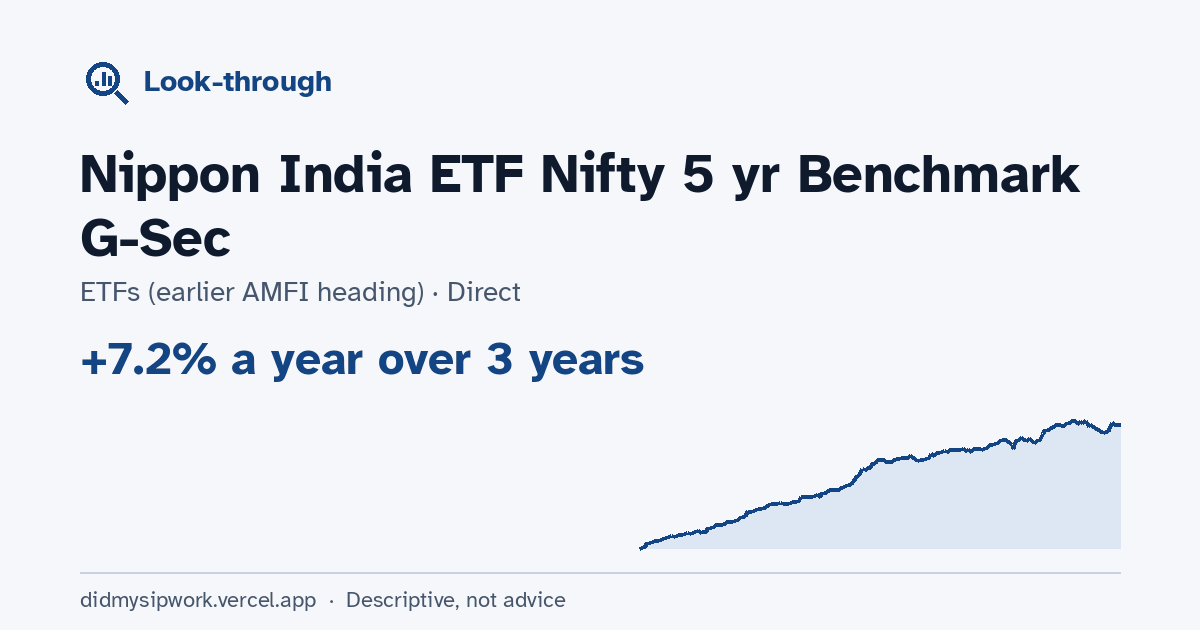 Look-through
Nippon India ETF Nifty 5 yr Benchmark
G-Sec
ETFs (earlier AMFI heading) · Direct
+7.2% a year over 3 years
didmysipwork.vercel.app · Descriptive, not advice